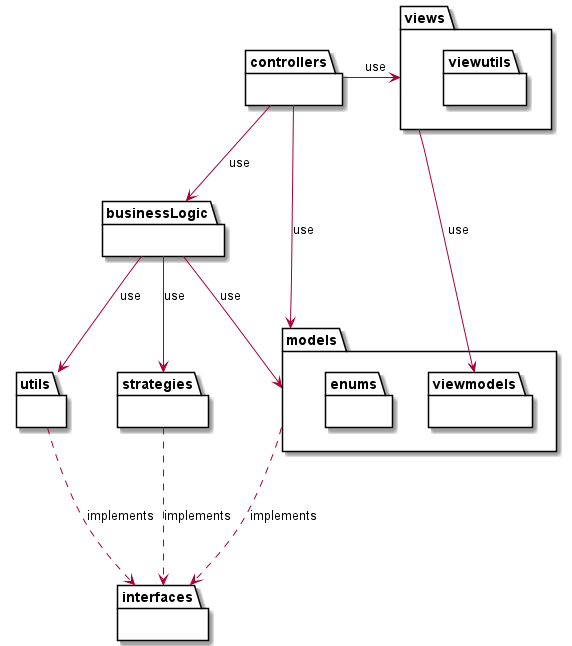 views
controllers
viewutils
use
use
businessLogic
use
use
models
use
use
use
utils
strategies
enums
viewmodels
implements
implements
implements
interfaces